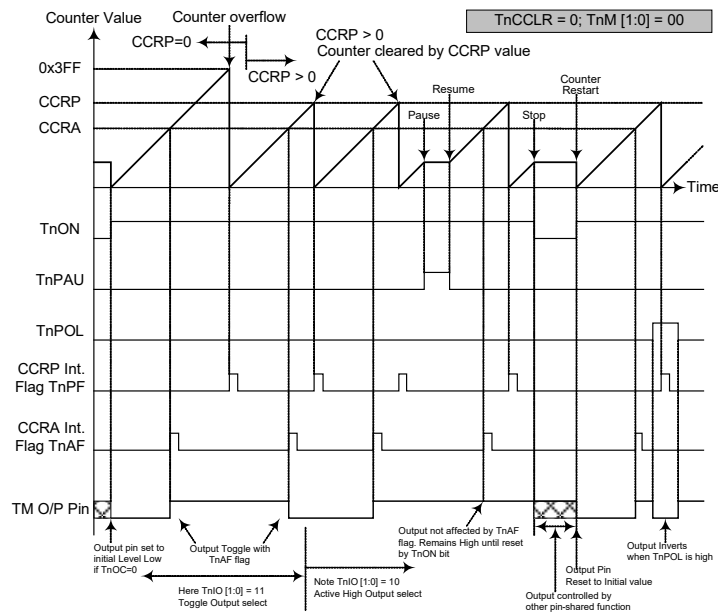 Counter Value
Counter overflow
TnCCLR = 0; TnM [1:0] = 00
CCRP=0
CCRP > 0
CCRP > 0
Counter cleared by CCRP value
0x3FF
CCRP
CCRA
Pause
Resume
Stop
Counter
Restart
Time
TnON
TnPAU
TnPOL
CCRP Int.
Flag TnPF
CCRA Int.
Flag TnAF
TM O/P Pin
Output pin set to
initial Level Low
if TnOC=0
Output Toggle with
TnAF flag
Output not affected by TnAF
flag. Remains High until reset
by TnON bit
Output Inverts
when TnPOL is high
Output Pin
Reset to Initial value
Here TnIO [1:0] = 11
Toggle Output select
Note TnIO [1:0] = 10
Active High Output select
Output controlled by
other pin-shared function